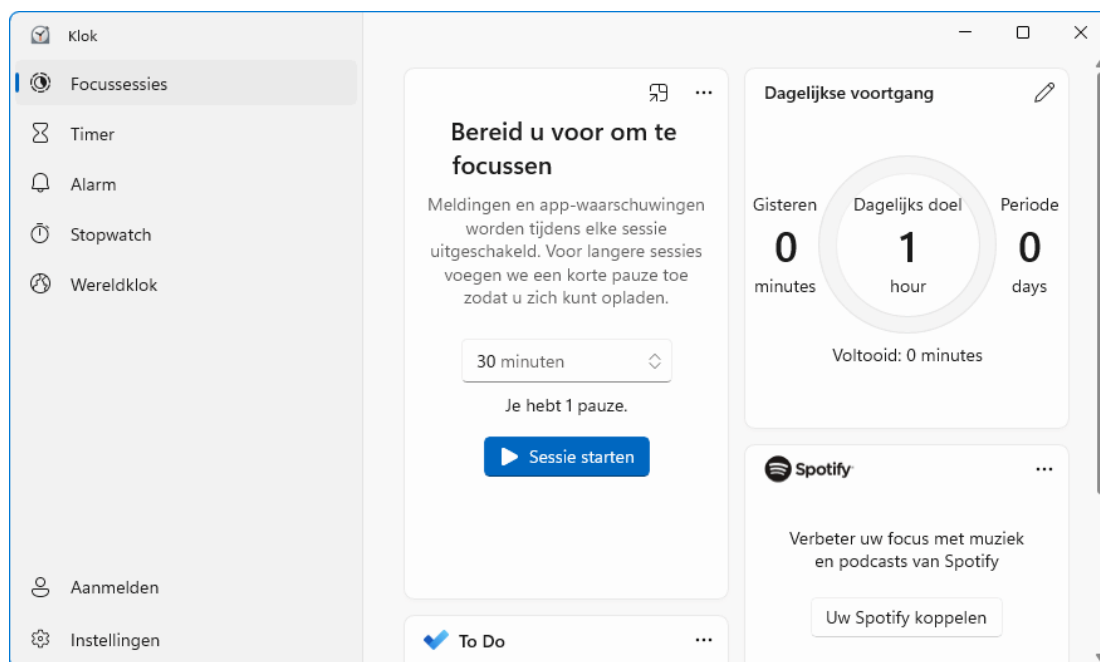 Klok
Focussessies
Timer
Alarm
Stopwatch
Wereldklok
Aanmelden
Instellingen
Bereid u voor om te
focussen
Meldingen en app-waarschuwingen
worden tijdens elke sessie
uitgeschakeld. Voor langere sessies
voegen we een korte pauze toe
zodat u zich kunt opladen.
30 minuten
Je hebt 1 pauze.
Sessie starten
To Do
Dagelijkse voortgang
Gisteren
0
minutes
Dagelijks doel
1
hour
Periode
0
days
Voltooid: 0 minutes
Spotify
Verbeter uw focus met muziek
en podcasts van Spotify
Uw Spotify koppelen